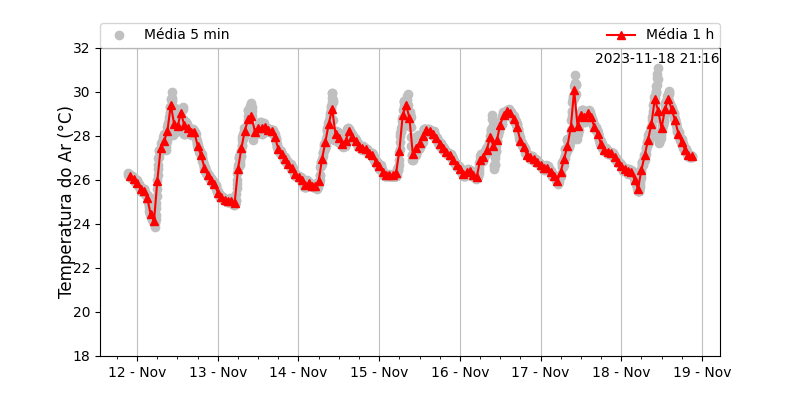 Média 5 min
Média 1 h
2023-11-18 21:16
Temperatura do Ar (°C)
32
30
28
26
24
22
20
18
12 - Nov
13 - Nov
14 - Nov
15 - Nov
16 - Nov
17 - Nov
18 - Nov
19 - Nov